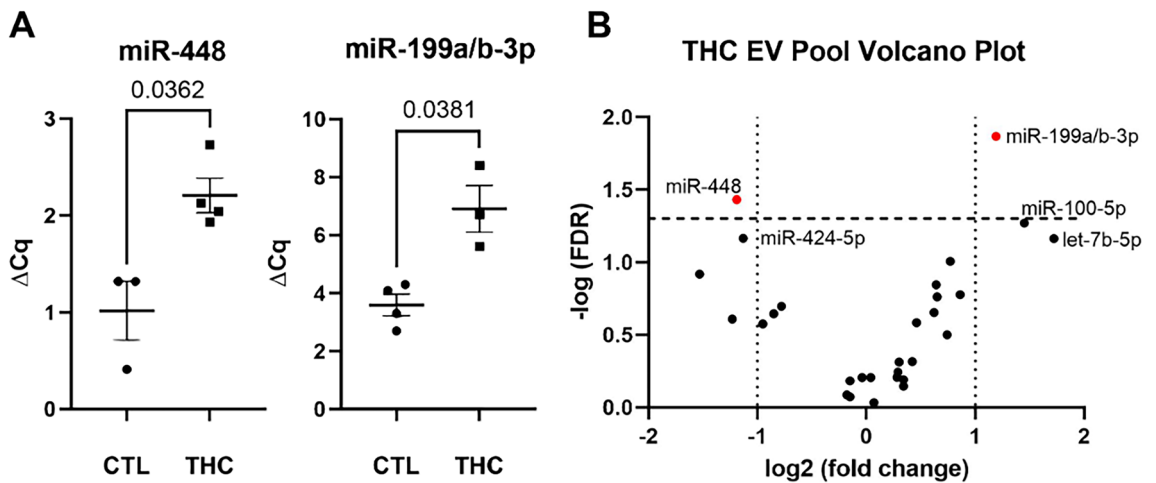 A
miR-448
0.0362
ΔCq
3
2
1
0
CTL THC
miR-199a/b-3p
0.0381
ΔCq
10
8
6
4
2
0
CTL THC
B
THC EV Pool Volcano Plot
-log (FDR)
2.0
1.5
1.0
0.5
0.0
miR-199a/b-3p
miR-448
miR-100-5p
miR-424-5p
let-7b-5p
-2 -1 0 1 2
log2 (fold change)